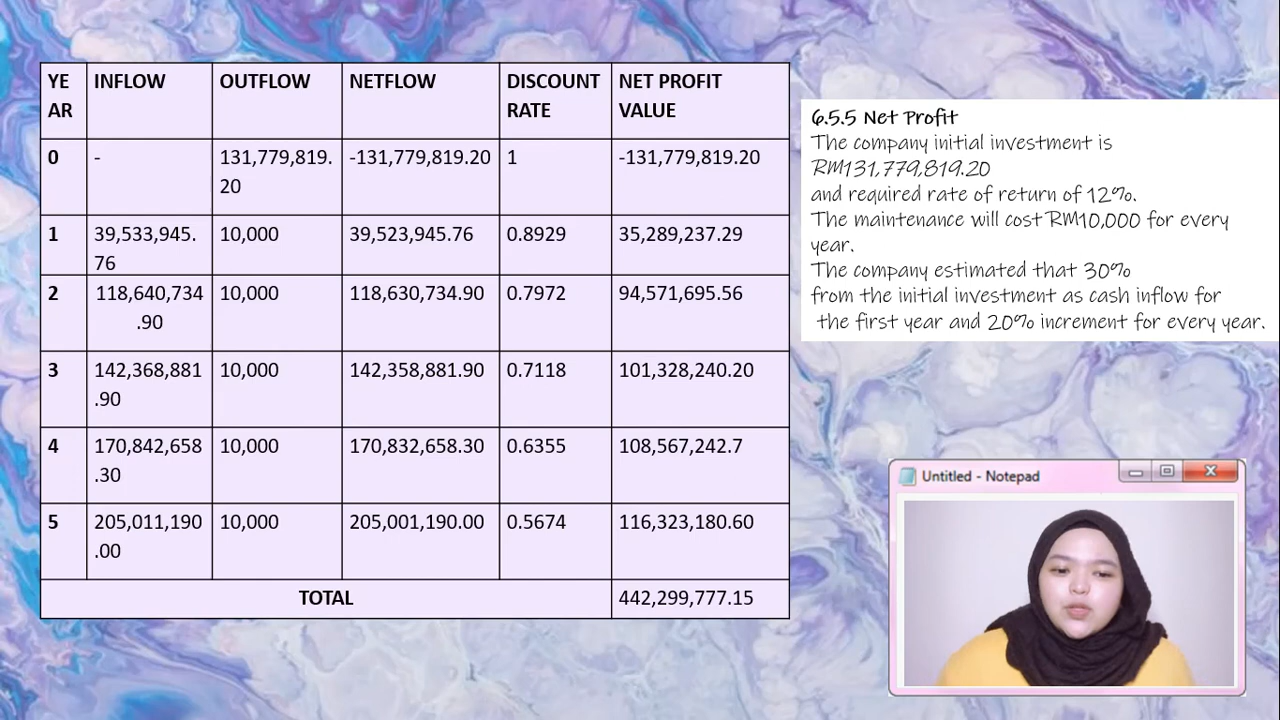 YE
AR
INFLOW
OUTFLOW
NETFLOW
DISCOUNT
RATE
NET PROFIT
VALUE
0
-
131,779,819.
20
-131,779,819.20
1
-131,779,819.20
1
39,533,945.
76
10,000
39,523,945.76
0.8929
35,289,237.29
2
118,640,734
.90
10,000
118,630,734.90
0.7972
94,571,695.56
3
142,368,881
.90
10,000
142,358,881.90
0.7118
101,328,240.20
4
170,842,658
.30
10,000
170,832,658.30
0.6355
108,567,242.7
5
205,011,190
.00
10,000
205,001,190.00
0.5674
116,323,180.60
TOTAL
442,299,777.15
6.5.5 Net Profit
The company initial investment is
RM131,779,819.20
and required rate of return of 12%.
The maintenance will cost RM10,000 for every
year.
The company estimated that 30%
from the initial investment as cash inflow for
the first year and 20% increment for every year.
Untitled - Notepad